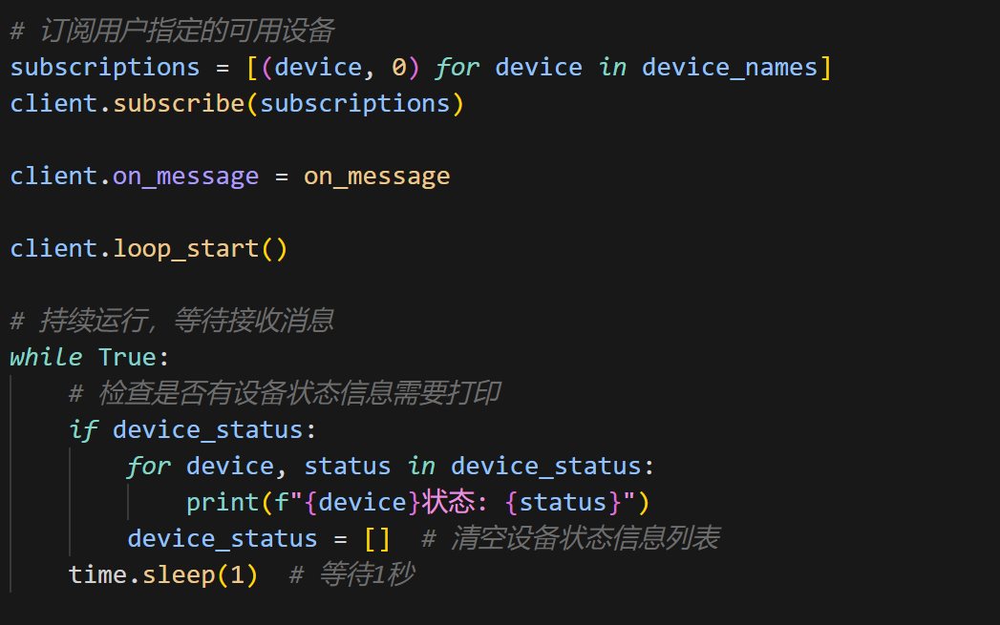 # 订阅用户指定的可用设备
subscriptions = [(device, 0) for device in device_names]
client.subscribe(subscriptions)
client.on_message = on_message
client.loop_start()
# 持续运行，等待接收消息
while True:
    # 检查是否有设备状态信息需要打印
    if device_status:
        for device, status in device_status:
            print(f"{device}状态: {status}")
        device_status = []  # 清空设备状态信息列表
    time.sleep(1)  # 等待1秒